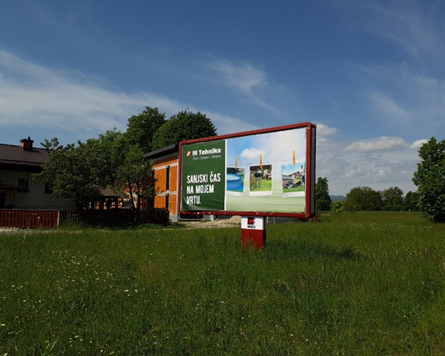 M Tehnika
SANJSKI ČAS
NA MOJEM
VRTU.